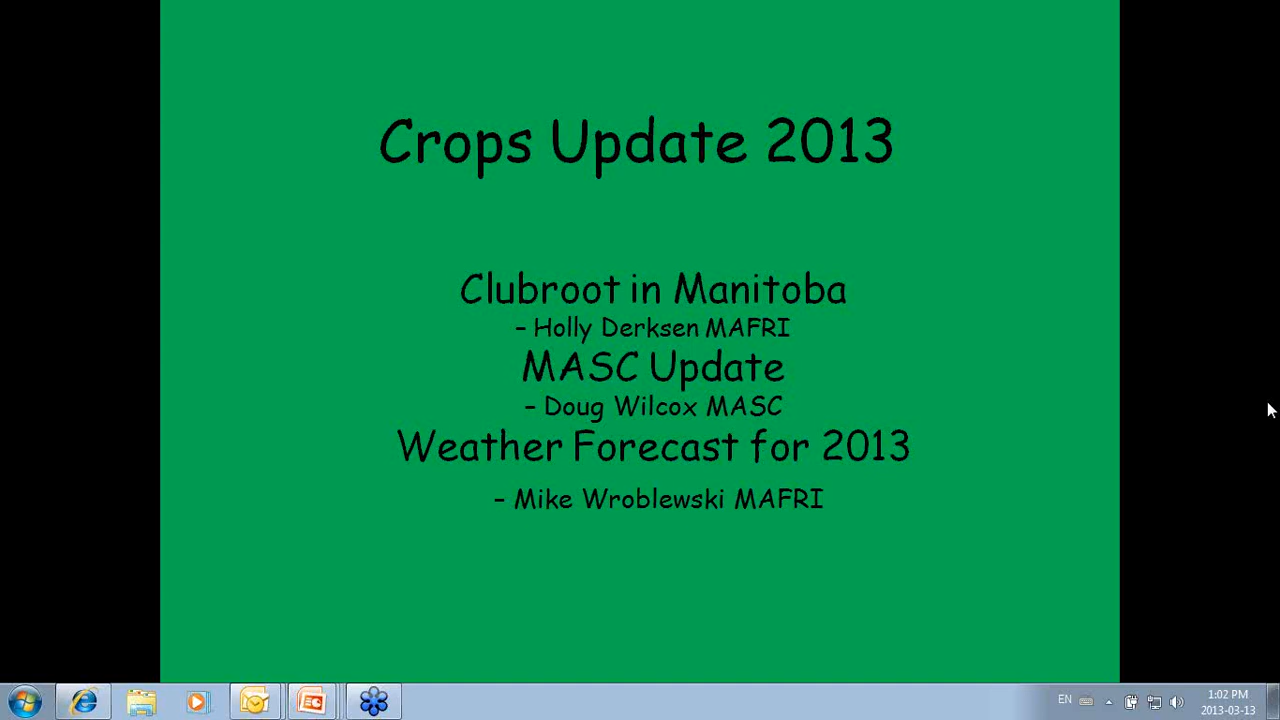 Crops Update 2013
Clubroot in Manitoba
– Holly Derksen MAFRI
MASC Update
– Doug Wilcox MASC
Weather Forecast for 2013
– Mike Wroblewski MAFRI
EN
1:02 PM
2013-03-13